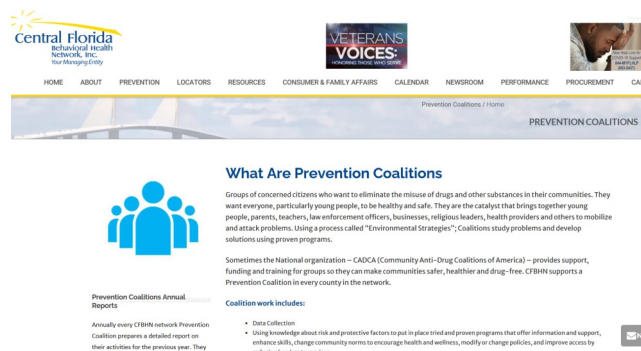 Central Florida
Behavioral Health
Network, Inc.
Your Managing Entity
VETERANS
VOICES:
HONORING THOSE WHO SERVE
HOME ABOUT PREVENTION LOCATORS RESOURCES CONSUMER & FAMILY AFFAIRS CALENDAR NEWSROOM PERFORMANCE PROCUREMENT CA
Prevention Coalitions / Home
PREVENTION COALITIONS
What Are Prevention Coalitions
Groups of concerned citizens who want to eliminate the misuse of drugs and other substances in their communities. They
want everyone, particularly young people, to be healthy and safe. They are the catalyst that brings together young
people, parents, teachers, law enforcement officers, businesses, religious leaders, health providers and others to mobilize
and attack problems. Using a process called "Environmental Strategies"; Coalitions study problems and develop
solutions using proven programs.
Sometimes the National organization – CADCA (Community Anti-Drug Coalitions of America) – provides support,
funding and training for groups so they can make communities safer, healthier and drug-free. CFBHN supports a
Prevention Coalition in every county in the network.
Coalition work includes:
• Data Collection
• Using knowledge about risk and protective factors to put in place tried and proven programs that offer information and support,
enhance skills, change community norms to encourage health and wellness, modify or change policies, and improve access by
Prevention Coalitions Annual
Reports
Annually every CFBHN network Prevention
Coalition prepares a detailed report on
their activities for the previous year. They